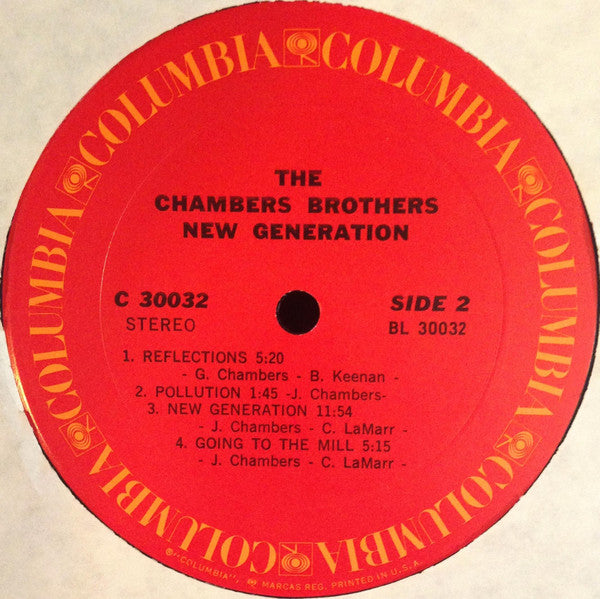 COLUMBIA COLUMBIA COLUMBIA COLUMBIA COLUMBIA COLUMBIA
THE
CHAMBERS BROTHERS
NEW GENERATION
C 30032
SIDE 2
STEREO
BL 30032
1. REFLECTIONS 5:20
- G. Chambers - B. Keenan -
2. POLLUTION 1:45 -J. Chambers-
3. NEW GENERATION 11:54
- J. Chambers - C. LaMarr -
4. GOING TO THE MILL 5:15
- J. Chambers - C. LaMarr -
®"COLUMBIA", MARCAS REG. PRINTED IN U.S.A.